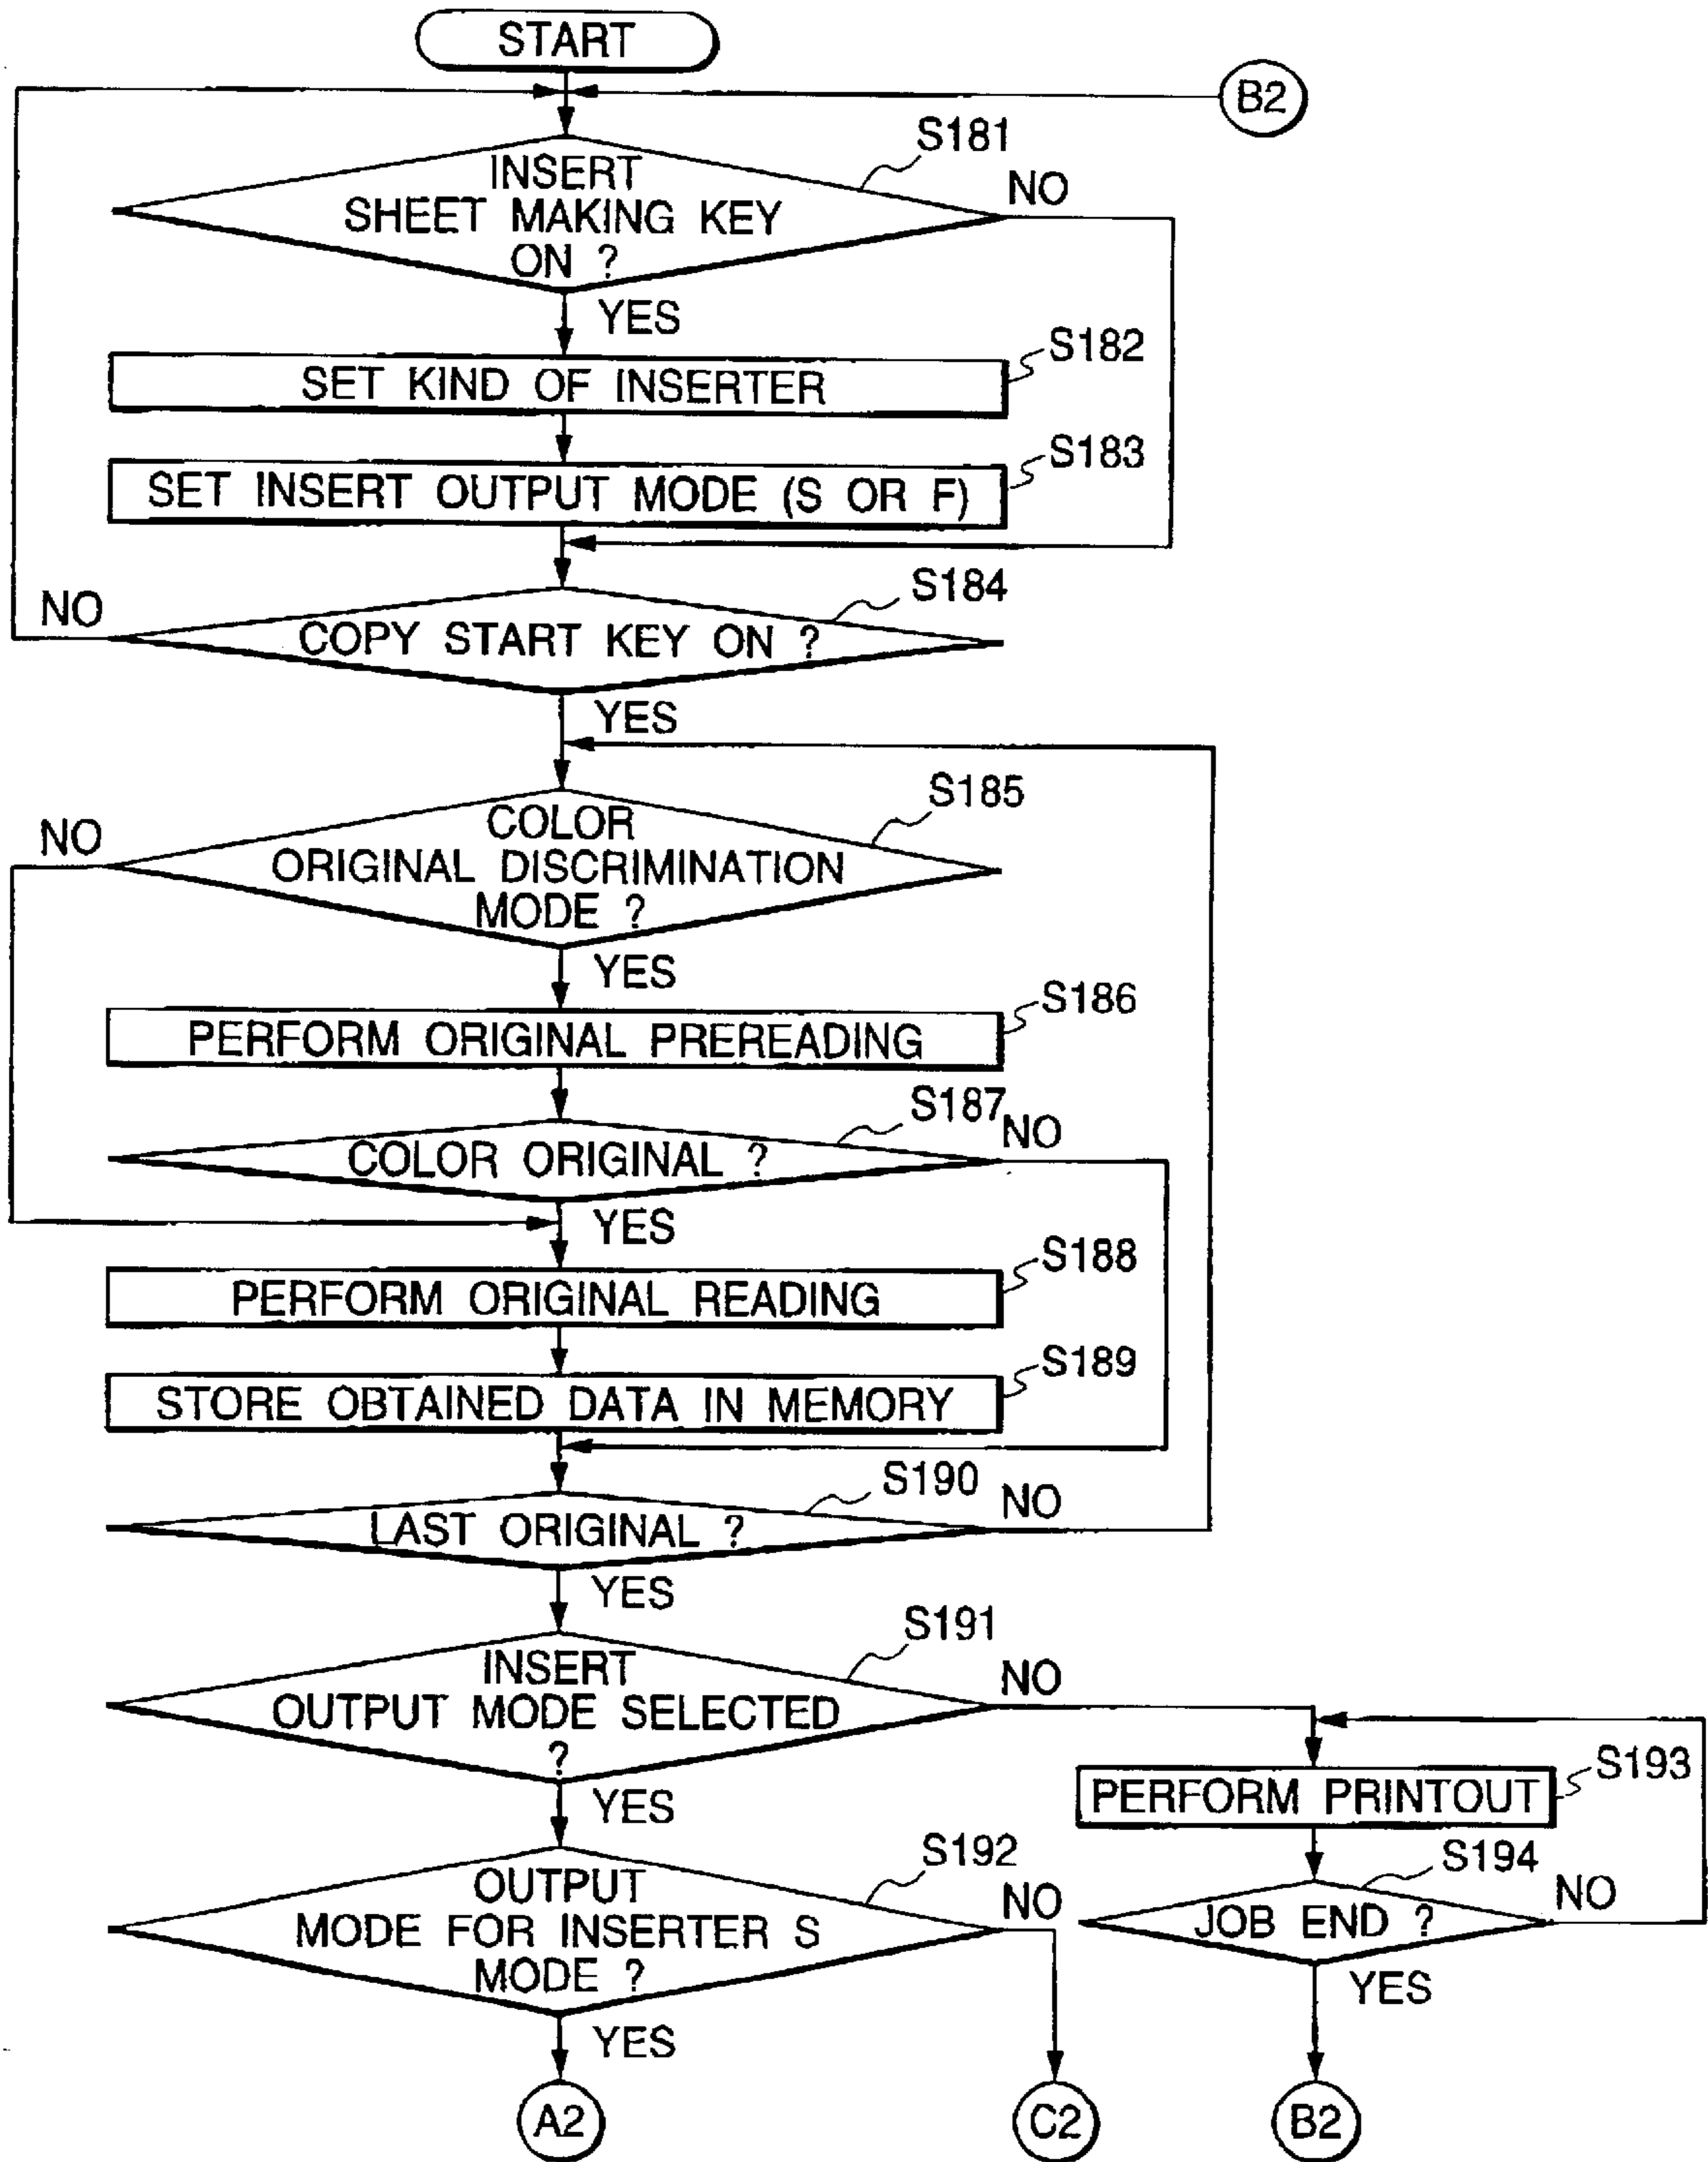 START
B2
S181
INSERT
SHEET MAKING KEY
ON ?
NO
YES
S182
SET KIND OF INSERTER
S183
SET INSERT OUTPUT MODE (S OR F)
S184
NO
COPY START KEY ON ?
YES
S185
NO
COLOR
ORIGINAL DISCRIMINATION
MODE ?
YES
S186
PERFORM ORIGINAL PREREADING
S187
NO
COLOR ORIGINAL ?
YES
S188
PERFORM ORIGINAL READING
S189
STORE OBTAINED DATA IN MEMORY
S190
NO
LAST ORIGINAL ?
YES
S191
INSERT
OUTPUT MODE SELECTED
?
NO
YES
S193
PERFORM PRINTOUT
S192
OUTPUT
MODE FOR INSERTER S
MODE ?
NO
YES
S194
JOB END ?
NO
YES
A2
C2
B2